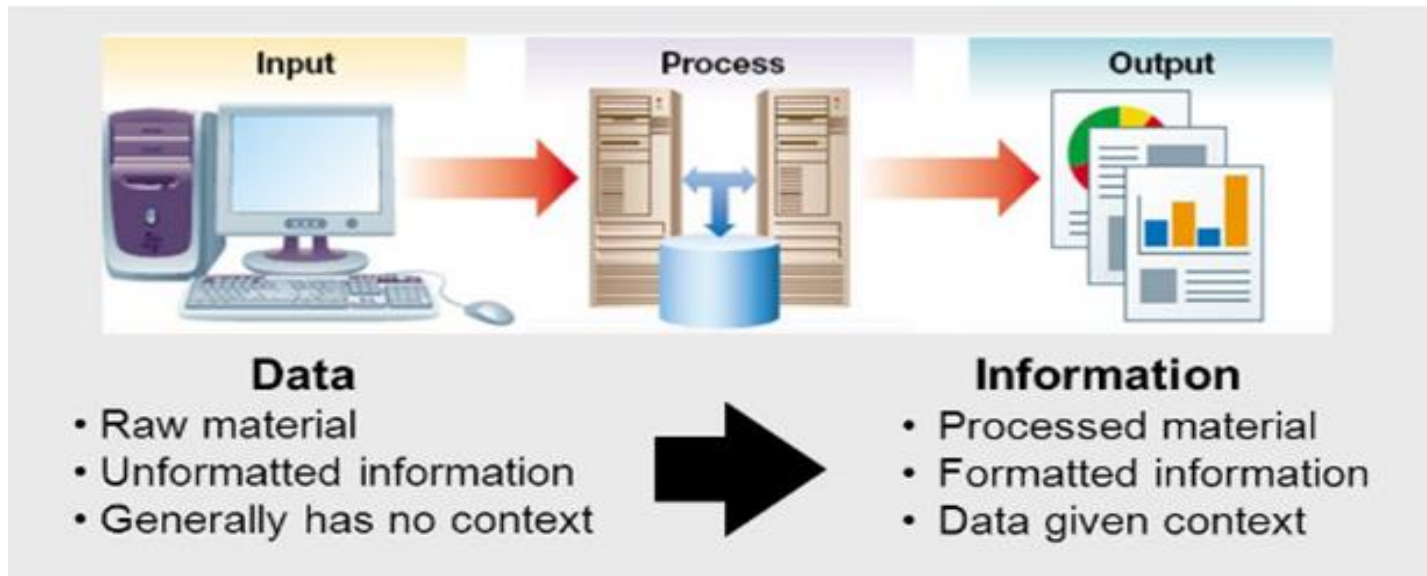 Input
Process
Output
Data
• Raw material
• Unformatted information
• Generally has no context
Information
• Processed material
• Formatted information
• Data given context